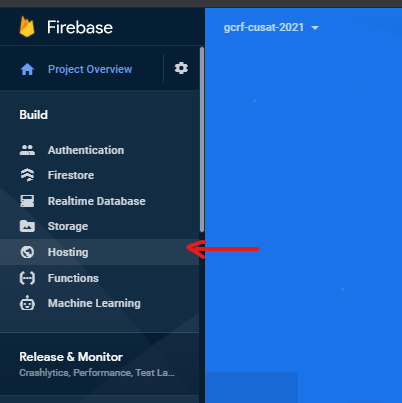 Firebase
gcrf-cusat-2021
Project Overview
Build
Authentication
Firestore
Realtime Database
Storage
Hosting
Functions
Machine Learning
Release & Monitor
Crashlytics, Performance, Test La...